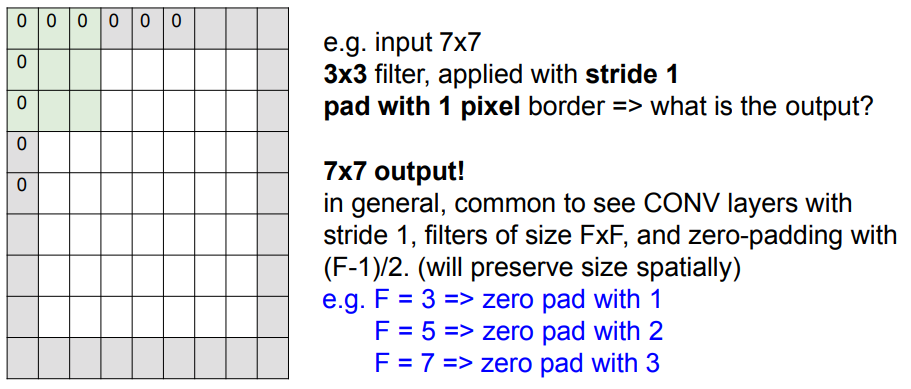 0 0 0 0 0 0
0
0
0
0
e.g. input 7x7
3x3 filter, applied with stride 1
pad with 1 pixel border => what is the output?
7x7 output!
in general, common to see CONV layers with
stride 1, filters of size FxF, and zero-padding with
(F-1)/2. (will preserve size spatially)
e.g. F = 3 => zero pad with 1
F = 5 => zero pad with 2
F = 7 => zero pad with 3